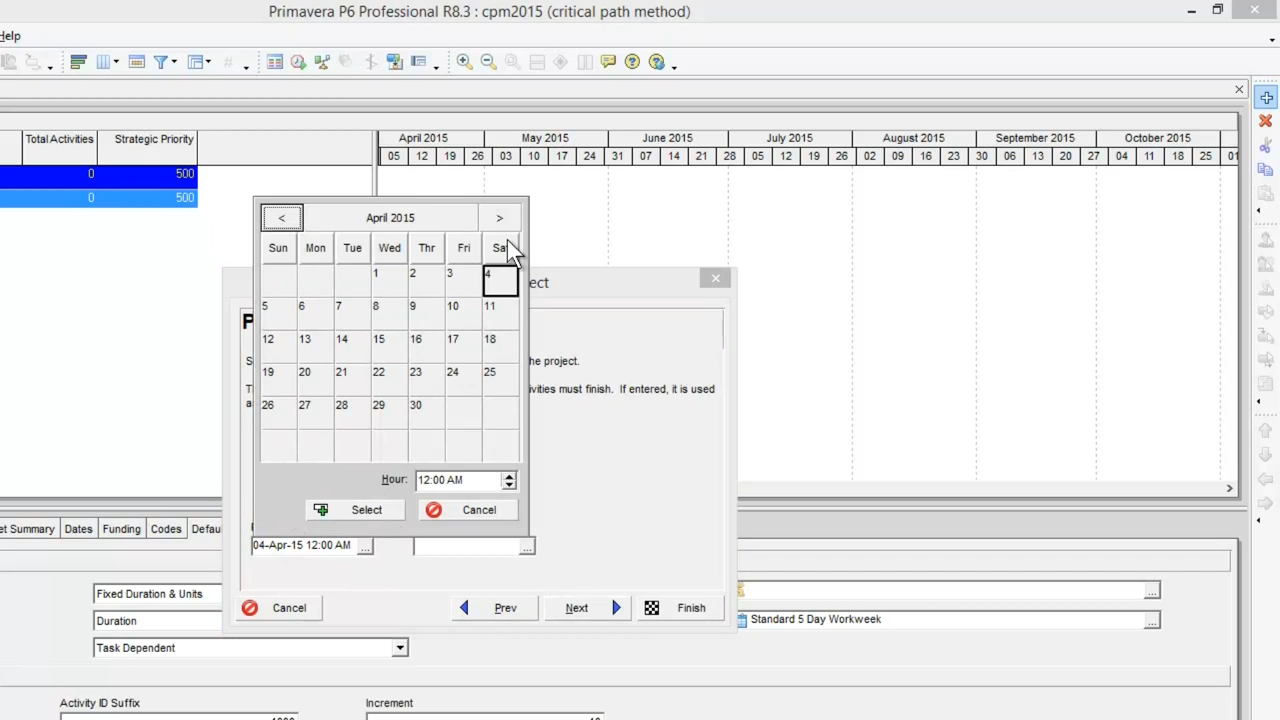 Primavera P6 Professional R8.3 : cpm2015 (critical path method)
Help
Total Activities Strategic Priority
April 2015 May 2015 June 2015 July 2015 August 2015 September 2015 October 2015
05 12 19 26 03 10 17 24 31 07 14 21 28 05 12 19 26 02 09 16 23 30 06 13 20 27 04 11 18 25 01
0 500
0 500
< April 2015 >
Sun Mon Tue Wed Thr Fri Sat
1 2 3 4
5 6 7 8 9 10 11
12 13 14 15 16 17 18
19 20 21 22 23 24 25
26 27 28 29 30
Hour: 12:00 AM
Select Cancel
ect
P
S he project.
T ivities must finish. If entered, it is used
a
04-Apr-15 12:00 AM ... ...
Cancel Prev Next Finish
et Summary Dates Funding Codes Defau
Fixed Duration & Units ...
Duration Standard 5 Day Workweek ...
Task Dependent
Activity ID Suffix Increment
1000 10